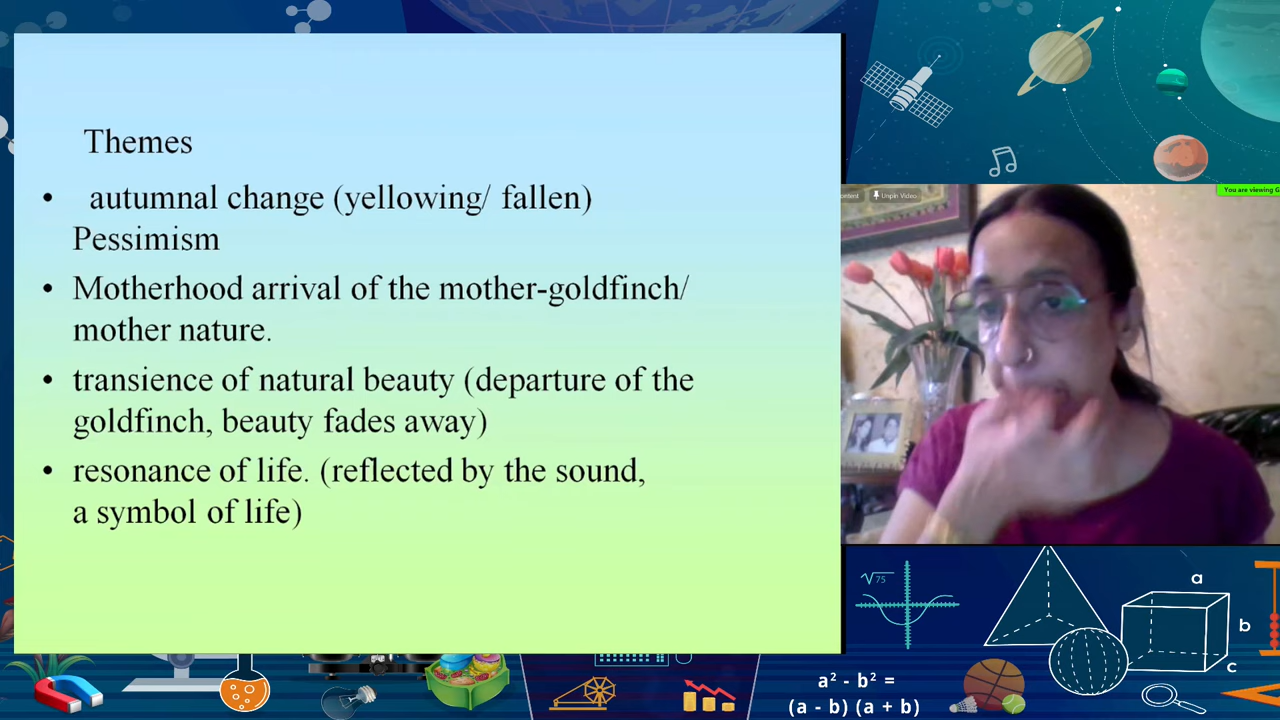 Themes
• autumnal change (yellowing/ fallen)
Pessimism
• Motherhood arrival of the mother-goldfinch/
mother nature.
• transience of natural beauty (departure of the
goldfinch, beauty fades away)
• resonance of life. (reflected by the sound,
a symbol of life)
ontent
Unpin Video
You are viewing G
√75
a
b
c
a² - b² =
(a - b) (a + b)